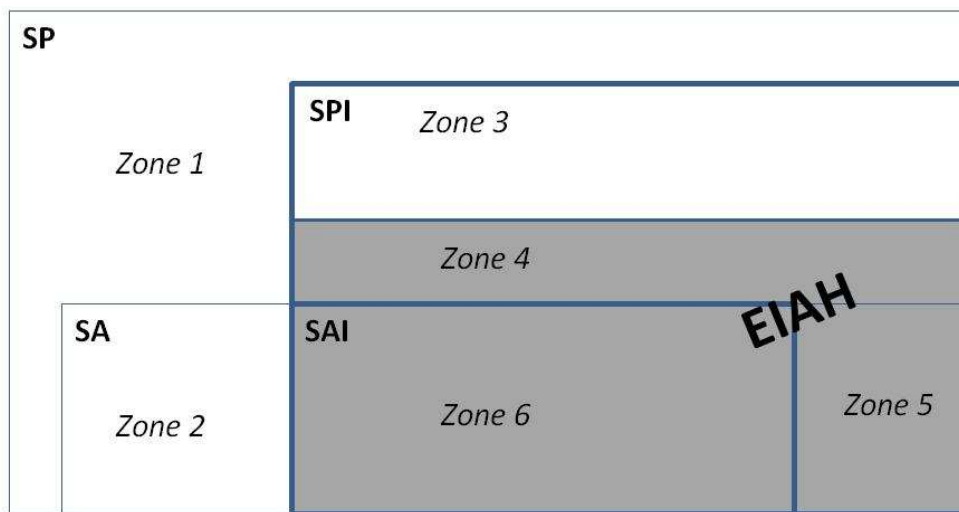 SP
SPI
Zone 3
Zone 1
Zone 4
EIAH
SA
SAI
Zone 2
Zone 6
Zone 5